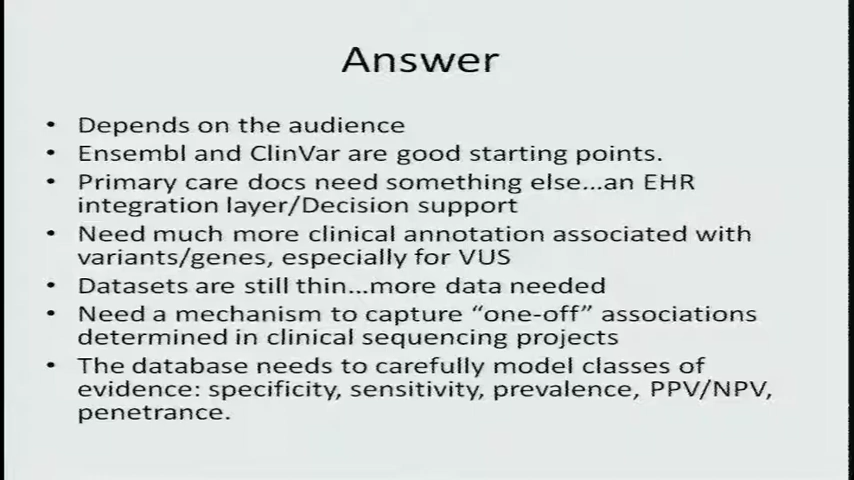 Answer
• Depends on the audience
• Ensembl and ClinVar are good starting points.
• Primary care docs need something else...an EHR
integration layer/Decision support
• Need much more clinical annotation associated with
variants/genes, especially for VUS
• Datasets are still thin...more data needed
• Need a mechanism to capture “one-off” associations
determined in clinical sequencing projects
• The database needs to carefully model classes of
evidence: specificity, sensitivity, prevalence, PPV/NPV,
penetrance.